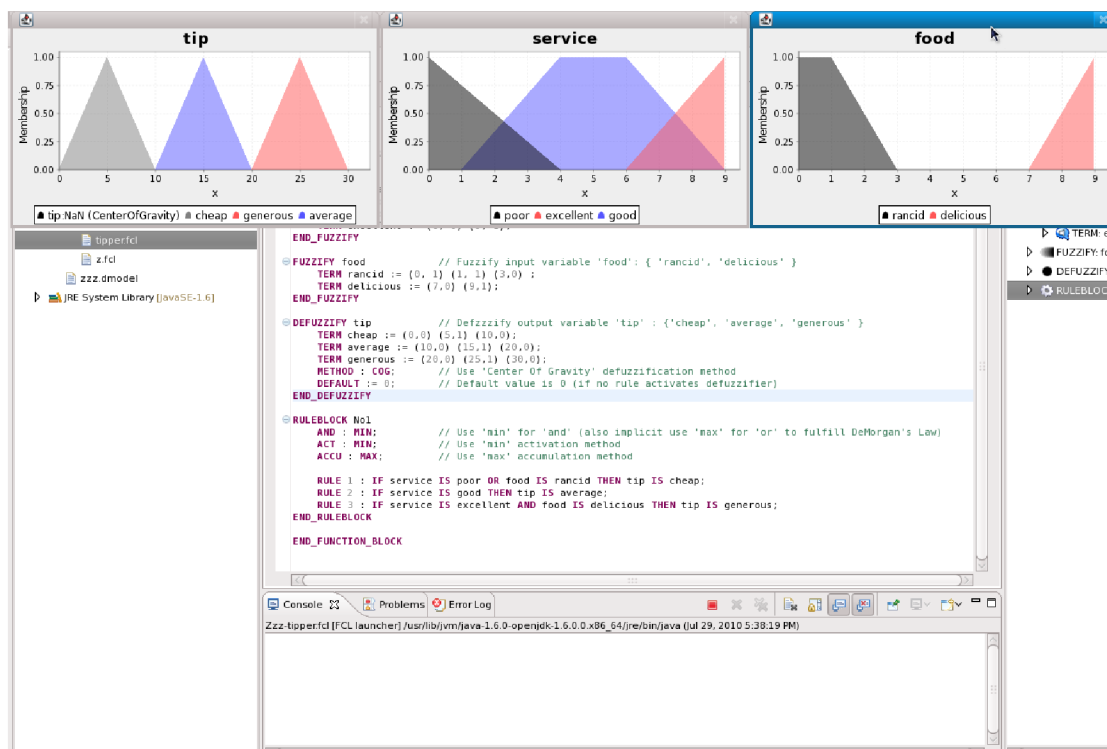 tip
1.00
0.75
0.50
0.25
0.00
Membership
0 5 10 15 20 25 30
x
tip:NaN (CenterOfGravity) cheap generous average
service
1.00
0.75
0.50
0.25
0.00
Membership
0 1 2 3 4 5 6 7 8 9
x
poor excellent good
food
1.00
0.75
0.50
0.25
0.00
Membership
0 1 2 3 4 5 6 7 8 9
x
rancid delicious
tipper.fcl
z.fcl
zzz.dmodel
JRE System Library [JavaSE-1.6]
END_FUZZIFY
FUZZIFY food // Fuzzify input variable 'food': { 'rancid', 'delicious' }
TERM rancid := (0, 1) (1, 1) (3,0) ;
TERM delicious := (7,0) (9,1);
END_FUZZIFY
DEFUZZIFY tip // Defzzzify output variable 'tip' : {'cheap', 'average', 'generous' }
TERM cheap := (0,0) (5,1) (10,0);
TERM average := (10,0) (15,1) (20,0);
TERM generous := (20,0) (25,1) (30,0);
METHOD : COG; // Use 'Center Of Gravity' defuzzification method
DEFAULT := 0; // Default value is 0 (if no rule activates defuzzifier)
END_DEFUZZIFY
RULEBLOCK No1
AND : MIN; // Use 'min' for 'and' (also implicit use 'max' for 'or' to fulfill DeMorgan's Law)
ACT : MIN; // Use 'min' activation method
ACCU : MAX; // Use 'max' accumulation method
RULE 1 : IF service IS poor OR food IS rancid THEN tip IS cheap;
RULE 2 : IF service IS good THEN tip IS average;
RULE 3 : IF service IS excellent AND food IS delicious THEN tip IS generous;
END_RULEBLOCK
END_FUNCTION_BLOCK
TERM: e
FUZZIFY: fo
DEFUZZIFY
RULEBLOCK
Console Problems Error Log
Zzz-tipper.fcl [FCL launcher] /usr/lib/jvm/java-1.6.0-openjdk-1.6.0.0.x86_64/jre/bin/java (Jul 29, 2010 5:38:19 PM)